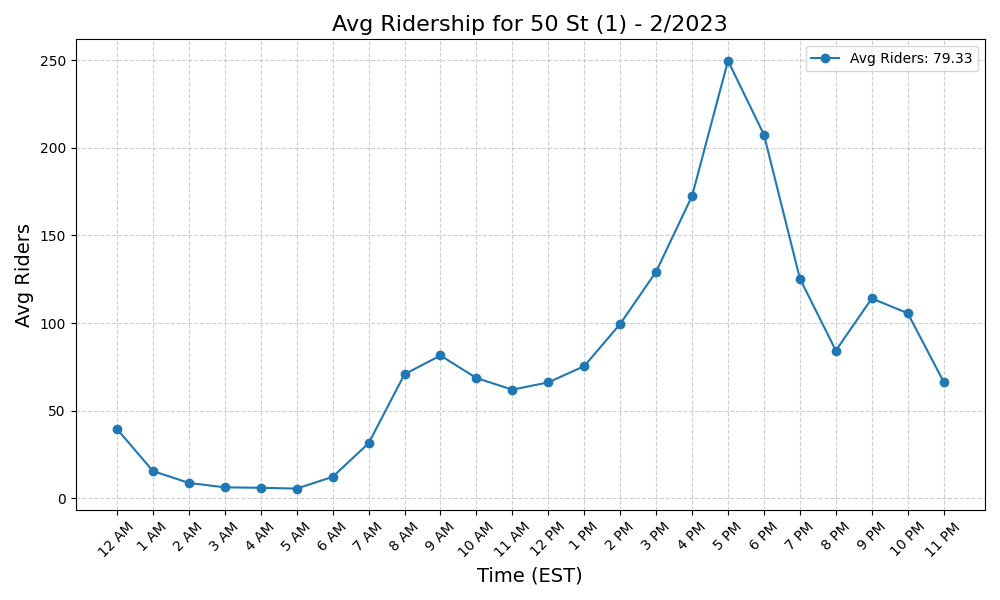 Avg Ridership for 50 St (1) - 2/2023
Avg Riders: 79.33
Avg Riders
250
200
150
100
50
0
12 AM
1 AM
2 AM
3 AM
4 AM
5 AM
6 AM
7 AM
8 AM
9 AM
10 AM
11 AM
12 PM
1 PM
2 PM
3 PM
4 PM
5 PM
6 PM
7 PM
8 PM
9 PM
10 PM
11 PM
Time (EST)